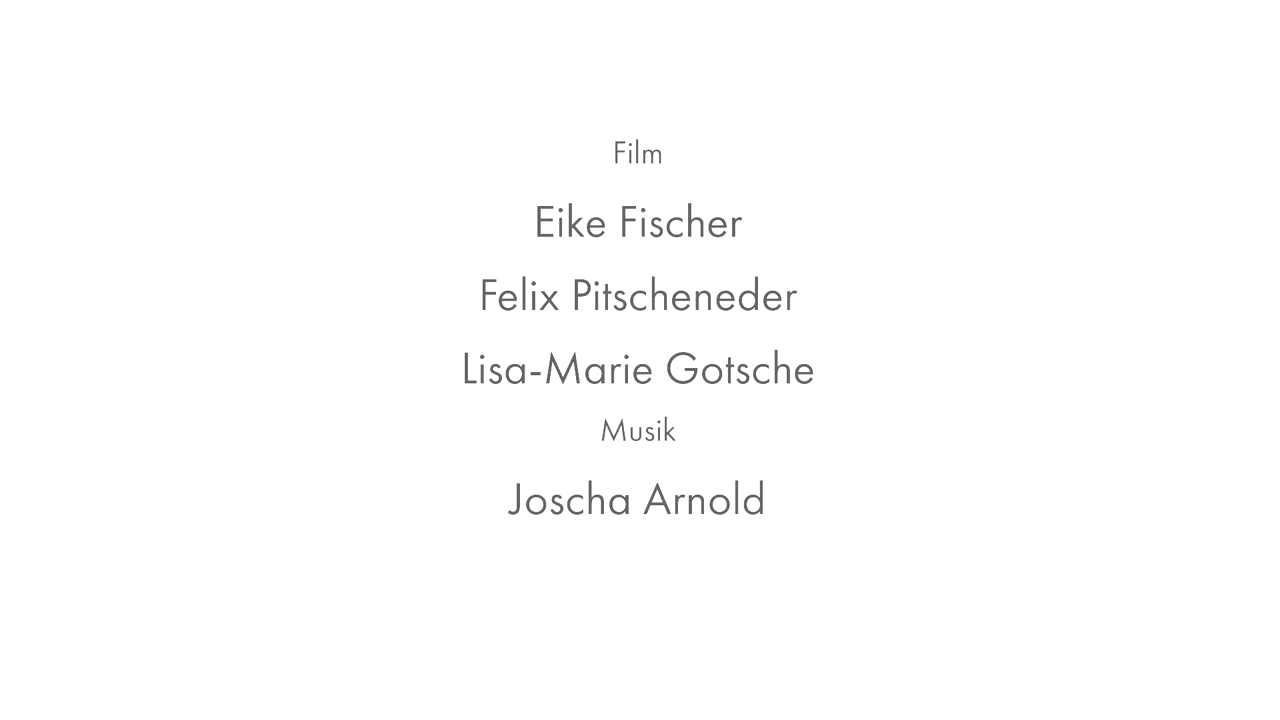 Film
Eike Fischer
Felix Pitscheneder
Lisa-Marie Gotsche
Musik
Joscha Arnold